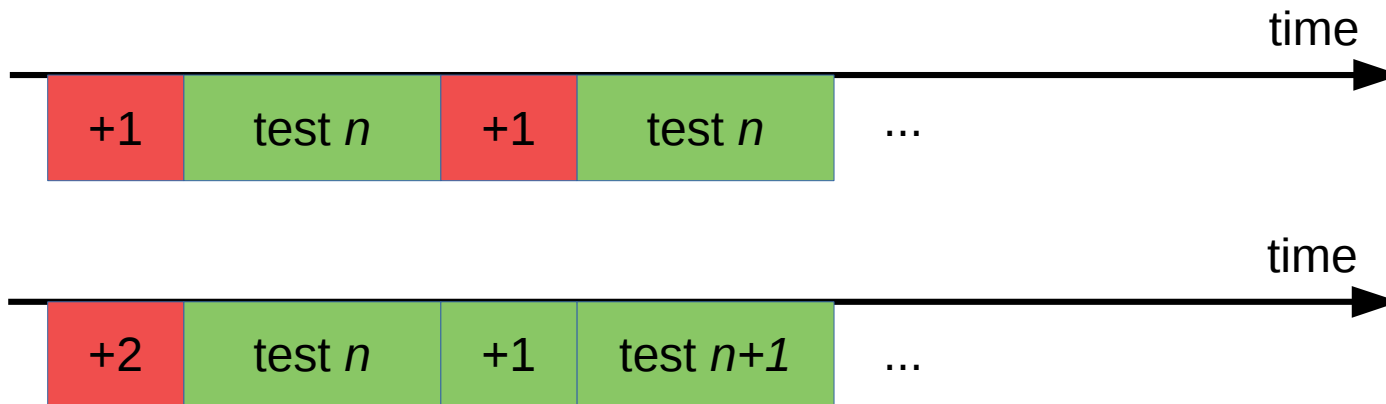 time
+1 test n +1 test n ...
time
+2 test n +1 test n+1 ...